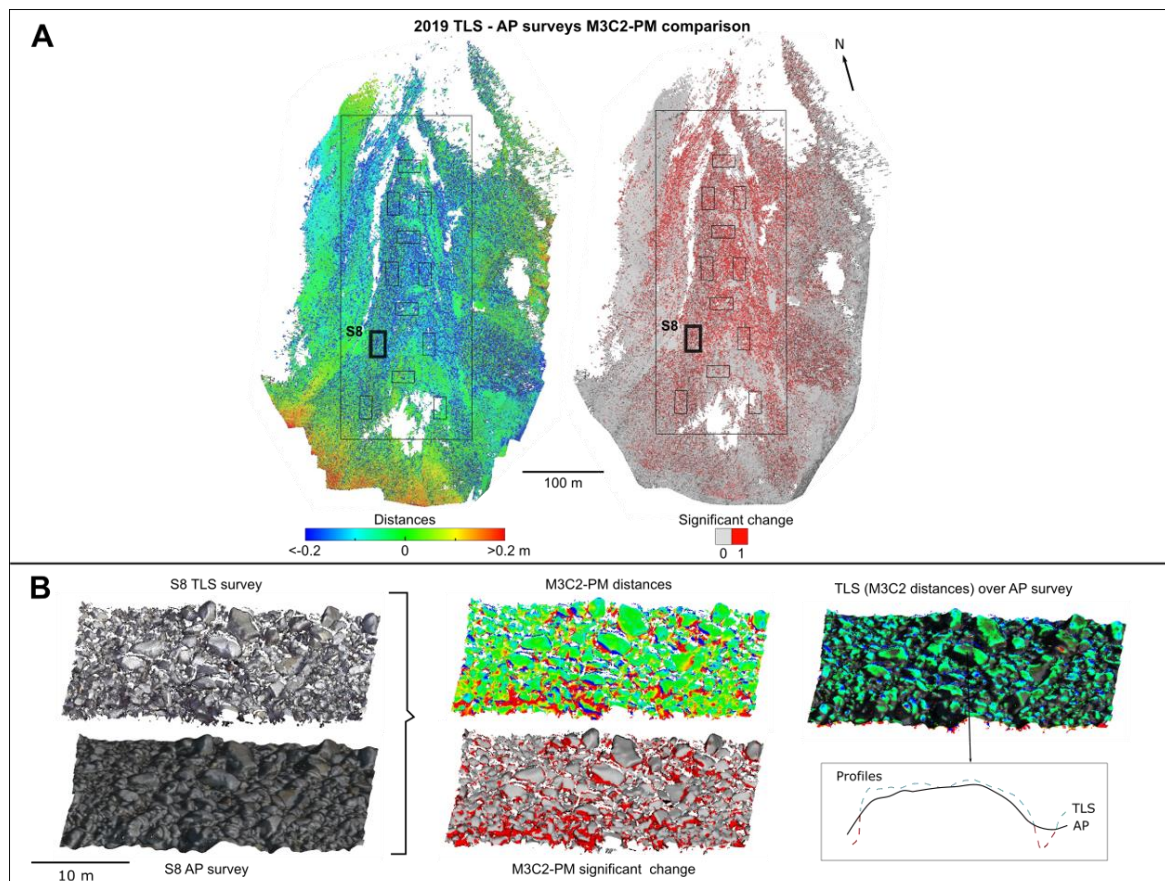 A
2019 TLS - AP surveys M3C2-PM comparison
N
S8
S8
100 m
Distances
<-0.2
0
>0.2 m
Significant change
0
1
B
S8 TLS survey
M3C2-PM distances
TLS (M3C2 distances) over AP survey
Profiles
TLS
AP
10 m
S8 AP survey
M3C2-PM significant change